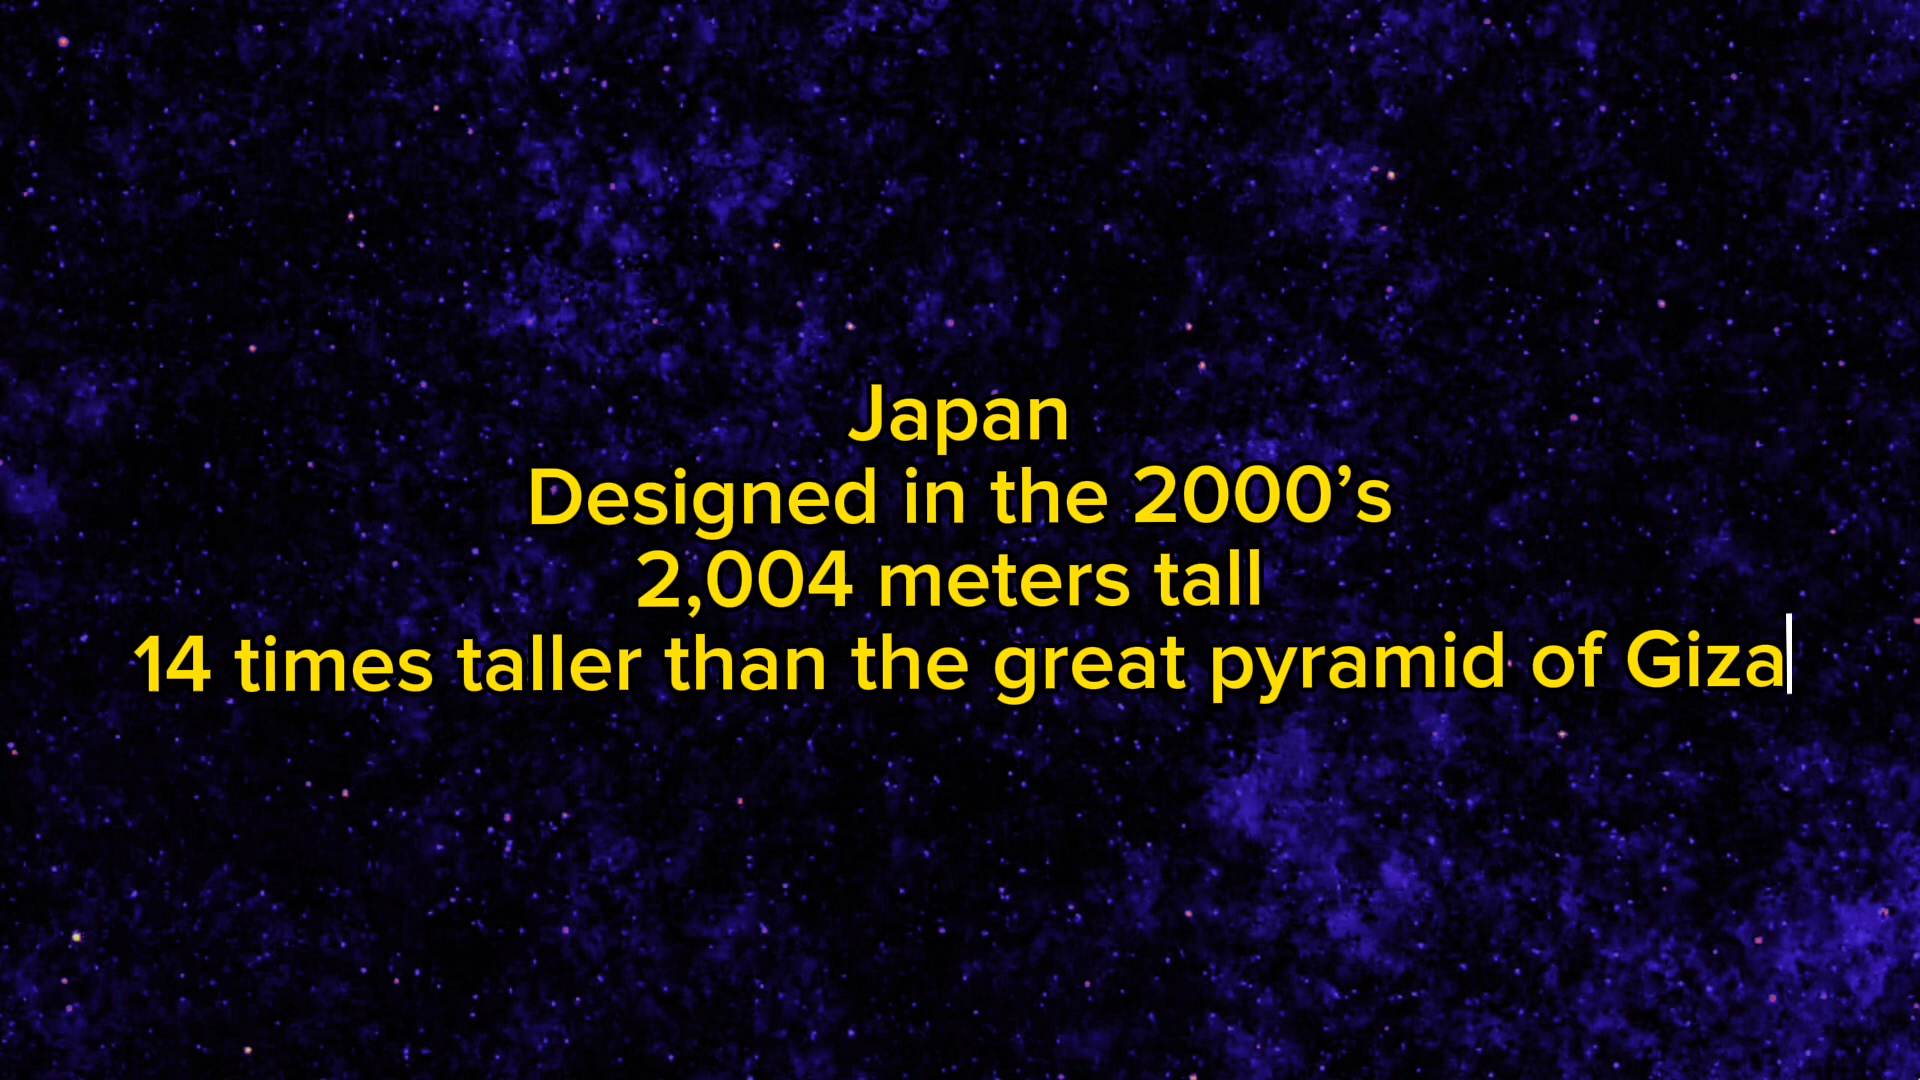 Japan
Designed in the 2000’s
2,004 meters tall
14 times taller than the great pyramid of Giza